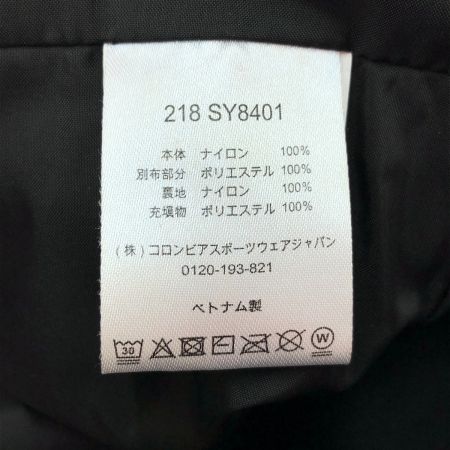 218 SY8401
本体 ナイロン 100%
別布部分 ポリエステル 100%
裏地 ナイロン 100%
充填物 ポリエステル 100%
(株)コロンビアスポーツウェアジャパン
0120-193-821
ベトナム製
30 W